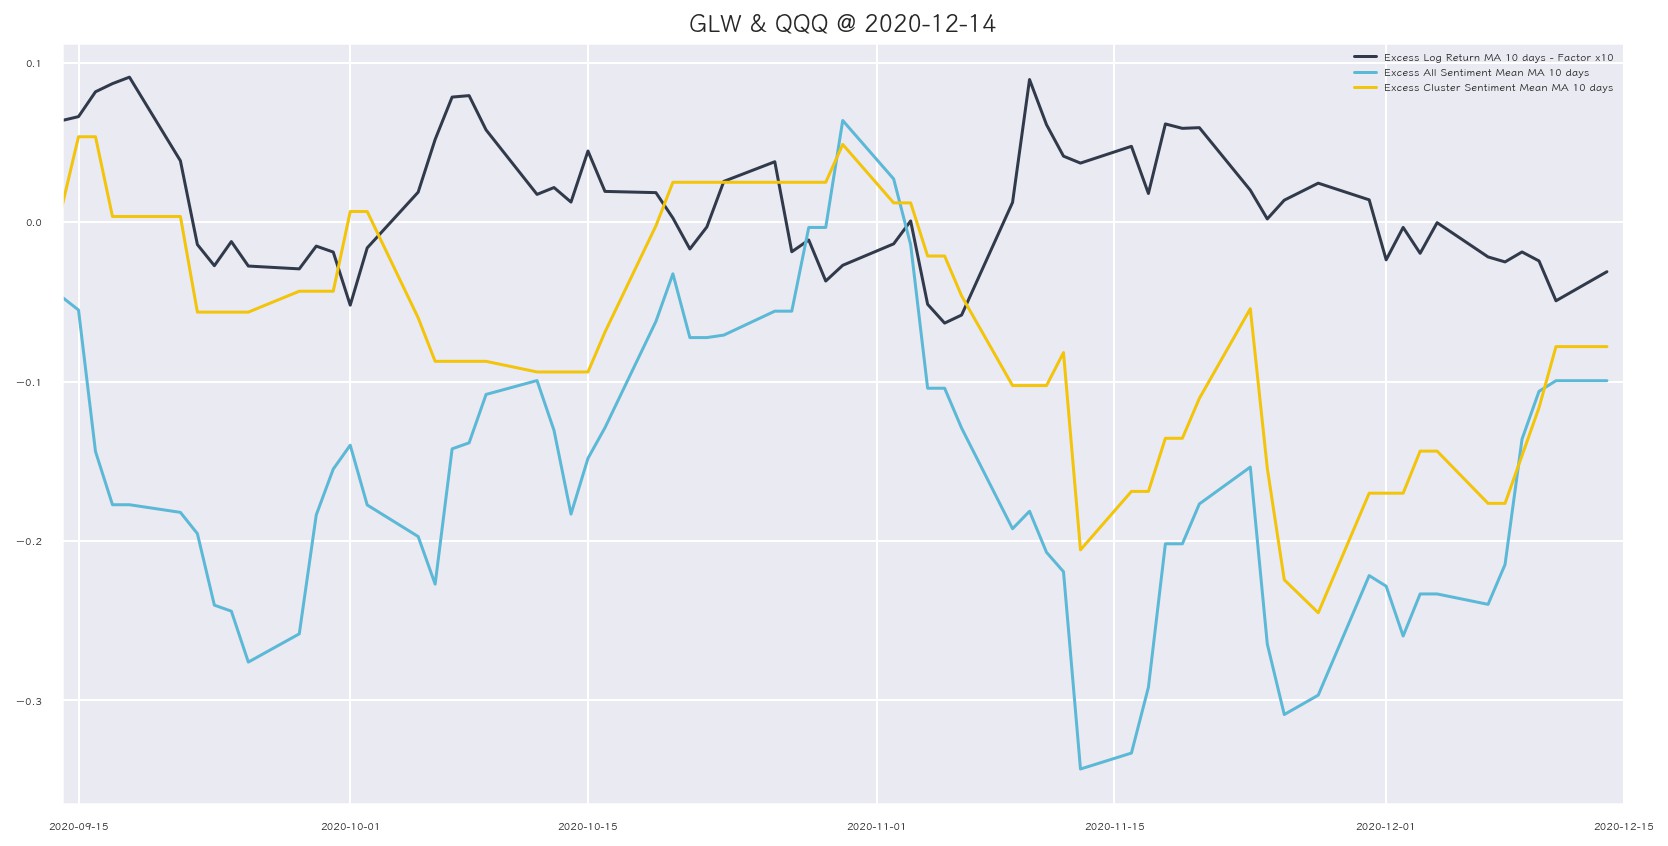 GLW & QQQ @ 2020-12-14
Excess Log Return MA 10 days - Factor x10
Excess All Sentiment Mean MA 10 days
Excess Cluster Sentiment Mean MA 10 days
0.1
0.0
−0.1
−0.2
−0.3
2020-09-15 2020-10-01 2020-10-15 2020-11-01 2020-11-15 2020-12-01 2020-12-15